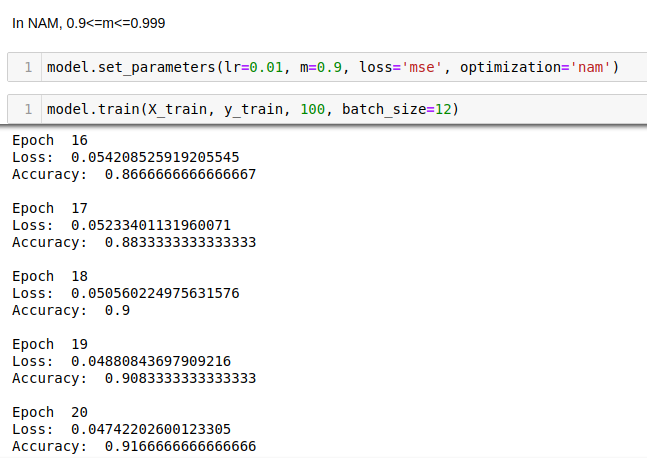 In NAM, 0.9<=m<=0.999
1 model.set_parameters(lr=0.01, m=0.9, loss='mse', optimization='nam')
1 model.train(X_train, y_train, 100, batch_size=12)
Epoch  16
Loss:  0.054208525919205545
Accuracy:  0.8666666666666667
Epoch  17
Loss:  0.05233401131960071
Accuracy:  0.8833333333333333
Epoch  18
Loss:  0.050560224975631576
Accuracy:  0.9
Epoch  19
Loss:  0.04880843697909216
Accuracy:  0.9083333333333333
Epoch  20
Loss:  0.04742202600123305
Accuracy:  0.9166666666666666